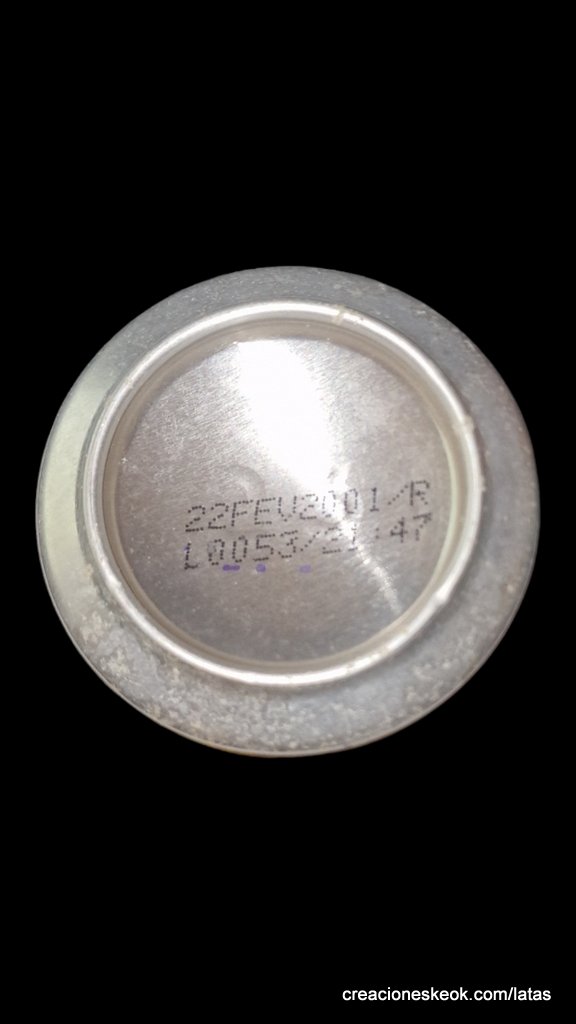 22FEV2001/R
L0053/21:47
creacioneskeok.com/latas